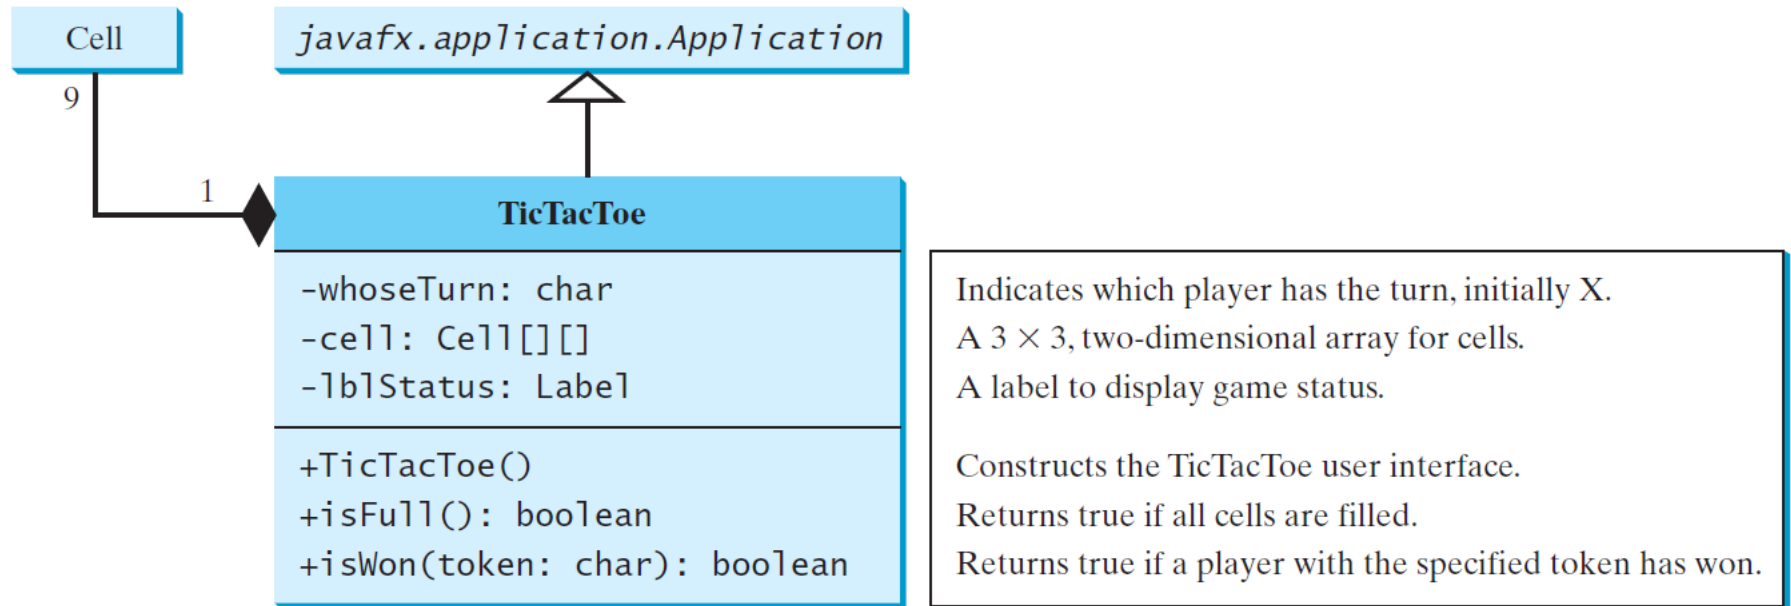 Cell
javafx.application.Application
9
1
TicTacToe
-whoseTurn: char
-cell: Cell[][]
-lblStatus: Label
+TicTacToe()
+isFull(): boolean
+isWon(token: char): boolean
Indicates which player has the turn, initially X.
A 3 × 3, two-dimensional array for cells.
A label to display game status.
Constructs the TicTacToe user interface.
Returns true if all cells are filled.
Returns true if a player with the specified token has won.